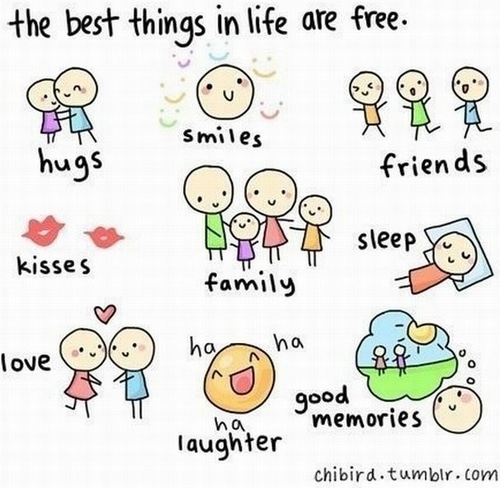 the best things in life are free.
hugs
smiles
friends
kisses
family
sleep
love
ha
ha
ha
laughter
good
memories
chibird.tumblr.com